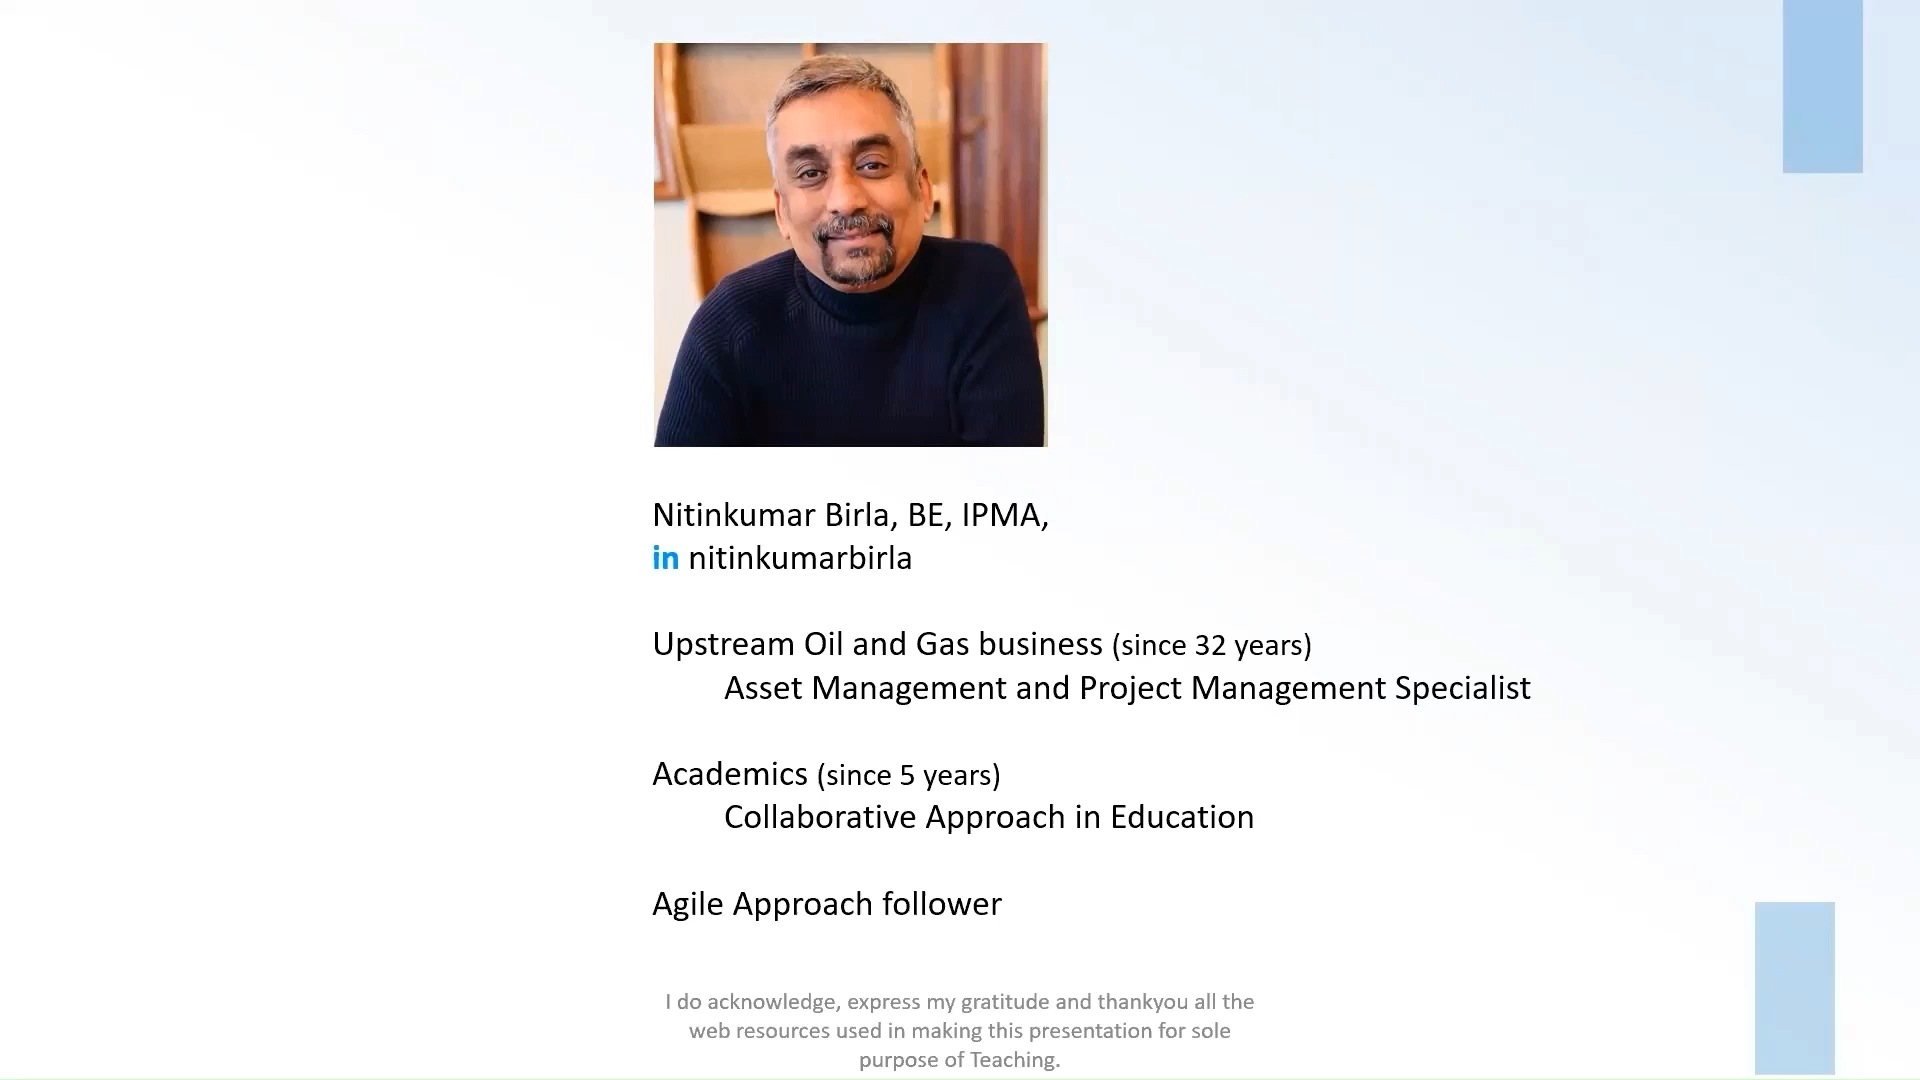 Nitinkumar Birla, BE, IPMA,
in nitinkumarbirla
Upstream Oil and Gas business (since 32 years)
Asset Management and Project Management Specialist
Academics (since 5 years)
Collaborative Approach in Education
Agile Approach follower
I do acknowledge, express my gratitude and thankyou all the
web resources used in making this presentation for sole
purpose of Teaching.